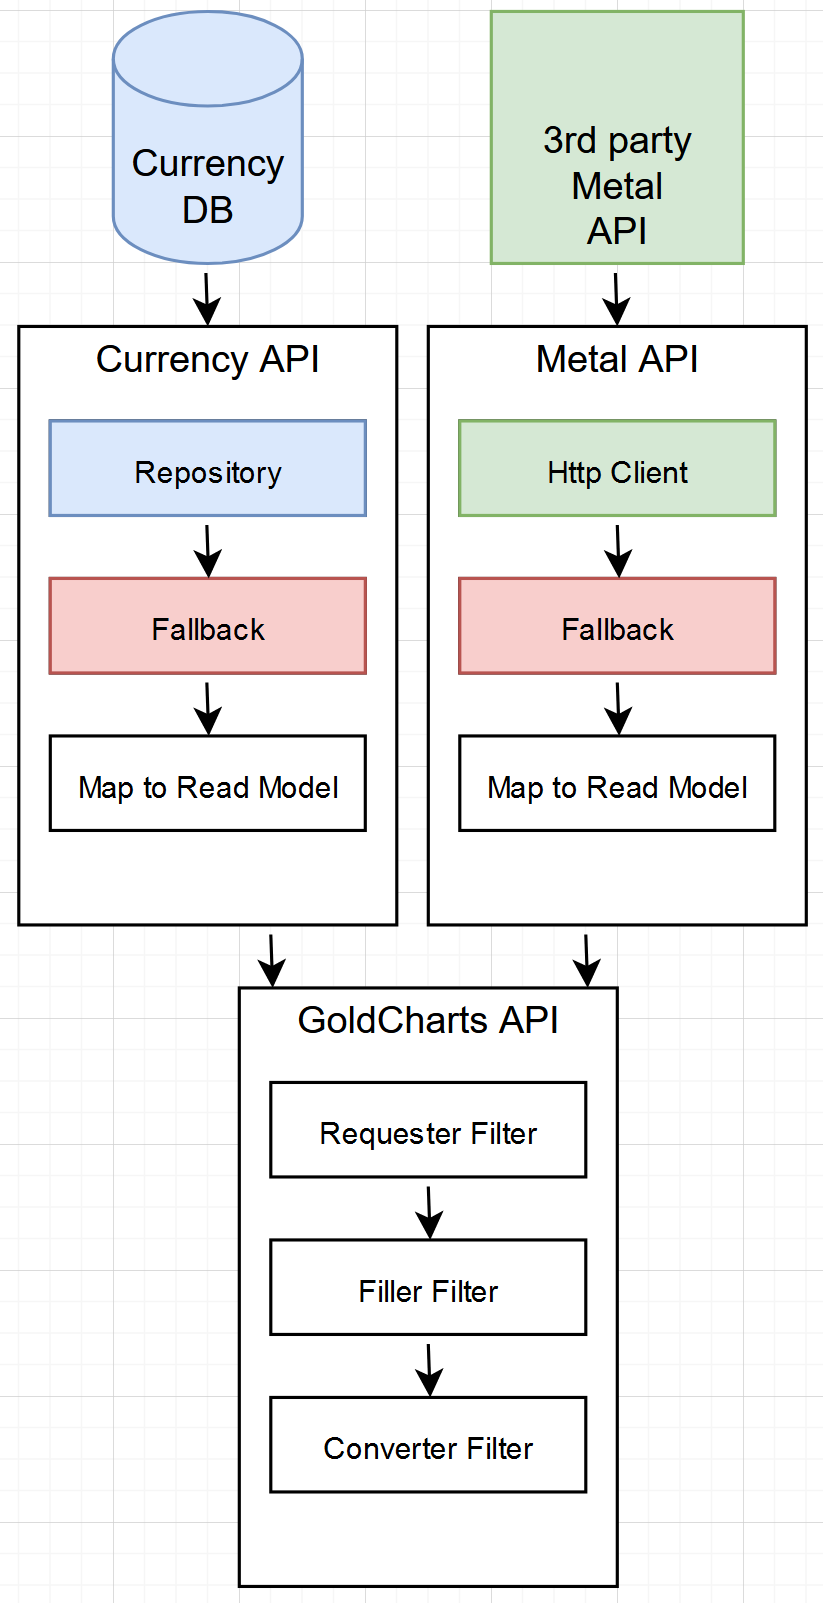 Currency
DB
3rd party
Metal
API
Currency API
Repository
Fallback
Map to Read Model
Metal API
Http Client
Fallback
Map to Read Model
GoldCharts API
Requester Filter
Filler Filter
Converter Filter